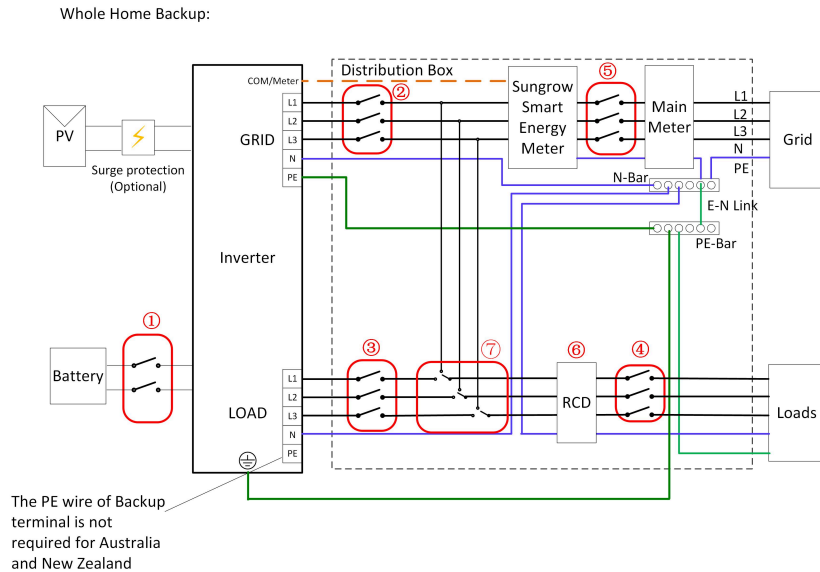 Whole Home Backup:
COM/Meter
Distribution Box
②
⑤
L1
L2
L3
N
PE
GRID
Sungrow
Smart
Energy
Meter
Main
Meter
L1
L2
L3
N
PE
Grid
PV
Surge protection
(Optional)
N-Bar
E-N Link
PE-Bar
Inverter
①
③
⑦
⑥
④
Battery
L1
L2
L3
N
PE
LOAD
RCD
Loads
The PE wire of Backup
terminal is not
required for Australia
and New Zealand